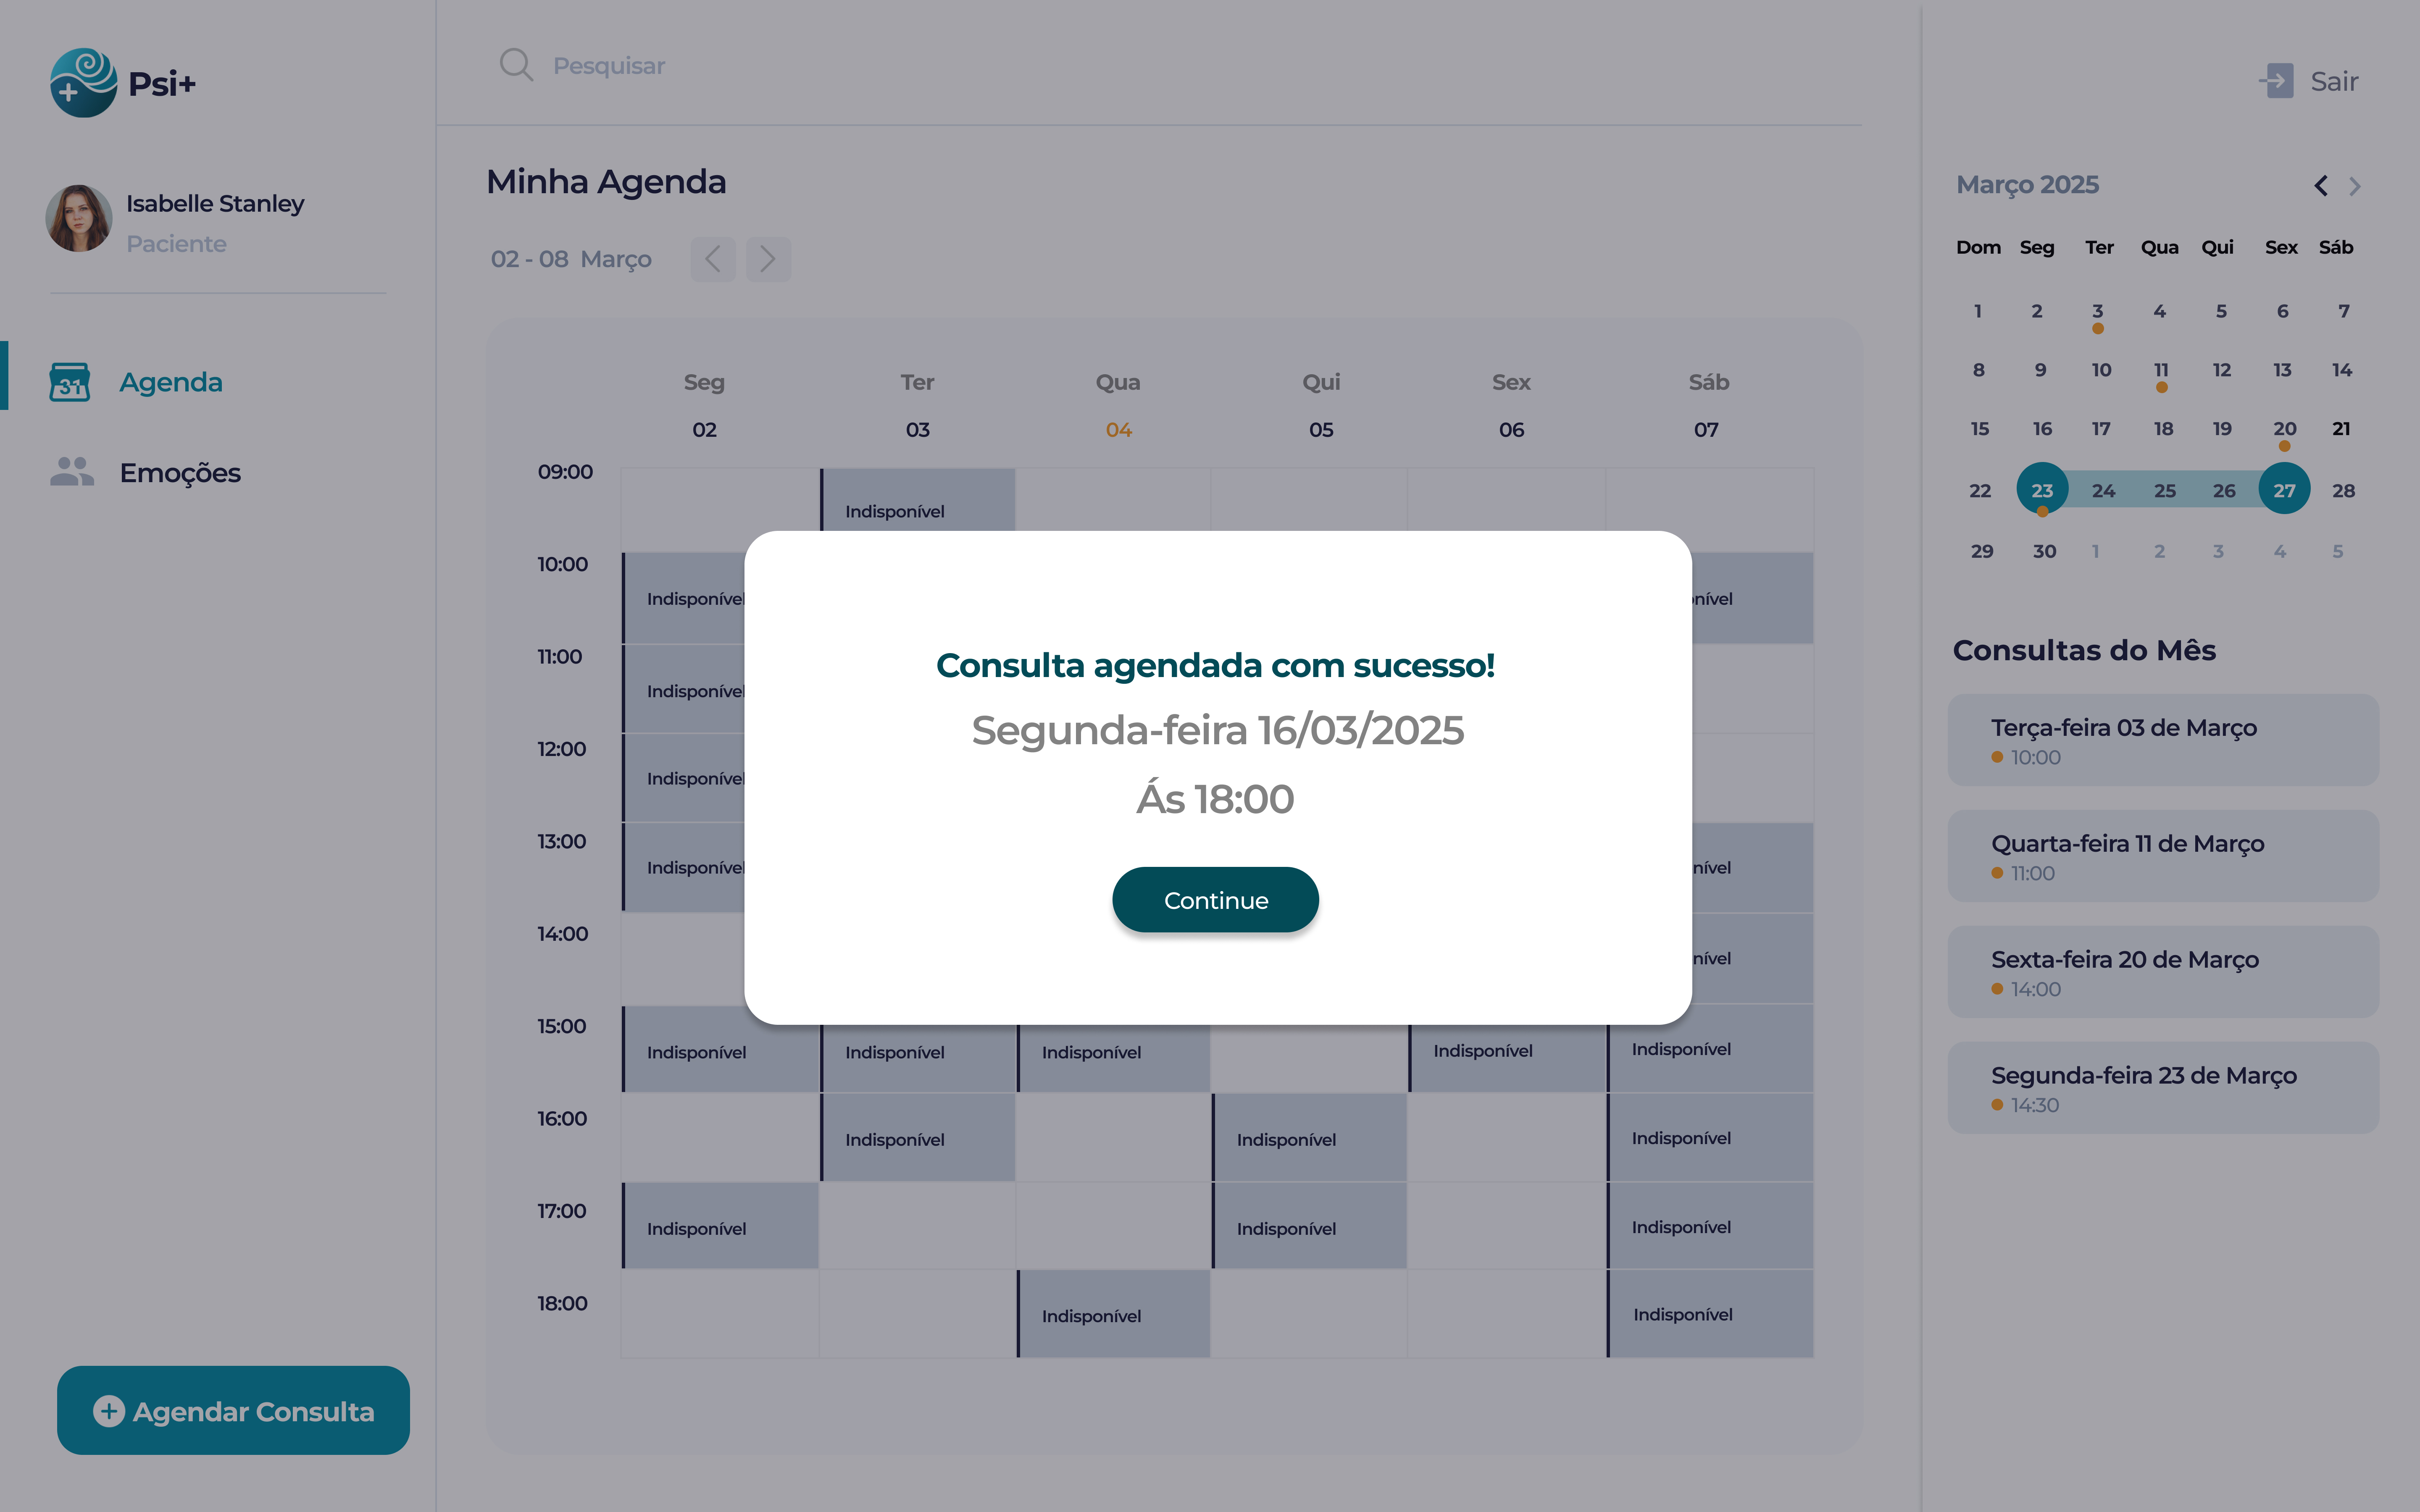 Psi+
Isabelle Stanley
Paciente
31
Agenda
Emoções
Agendar Consulta
Pesquisar
Minha Agenda
02 - 08 Março
Seg Ter Qua Qui Sex Sáb
02 03 04 05 06 07
09:00
Indisponível
10:00
Indisponível
nível
11:00
Indisponível
12:00
Indisponível
13:00
Indisponível
nível
14:00
nível
15:00
Indisponível Indisponível Indisponível Indisponível Indisponível
16:00
Indisponível Indisponível Indisponível
17:00
Indisponível Indisponível Indisponível
18:00
Indisponível Indisponível
Consulta agendada com sucesso!
Segunda-feira 16/03/2025
Ás 18:00
Continue
Sair
Março 2025
Dom Seg Ter Qua Qui Sex Sáb
1 2 3 4 5 6 7
8 9 10 11 12 13 14
15 16 17 18 19 20 21
22 23 24 25 26 27 28
29 30 1 2 3 4 5
Consultas do Mês
Terça-feira 03 de Março
10:00
Quarta-feira 11 de Março
11:00
Sexta-feira 20 de Março
14:00
Segunda-feira 23 de Março
14:30